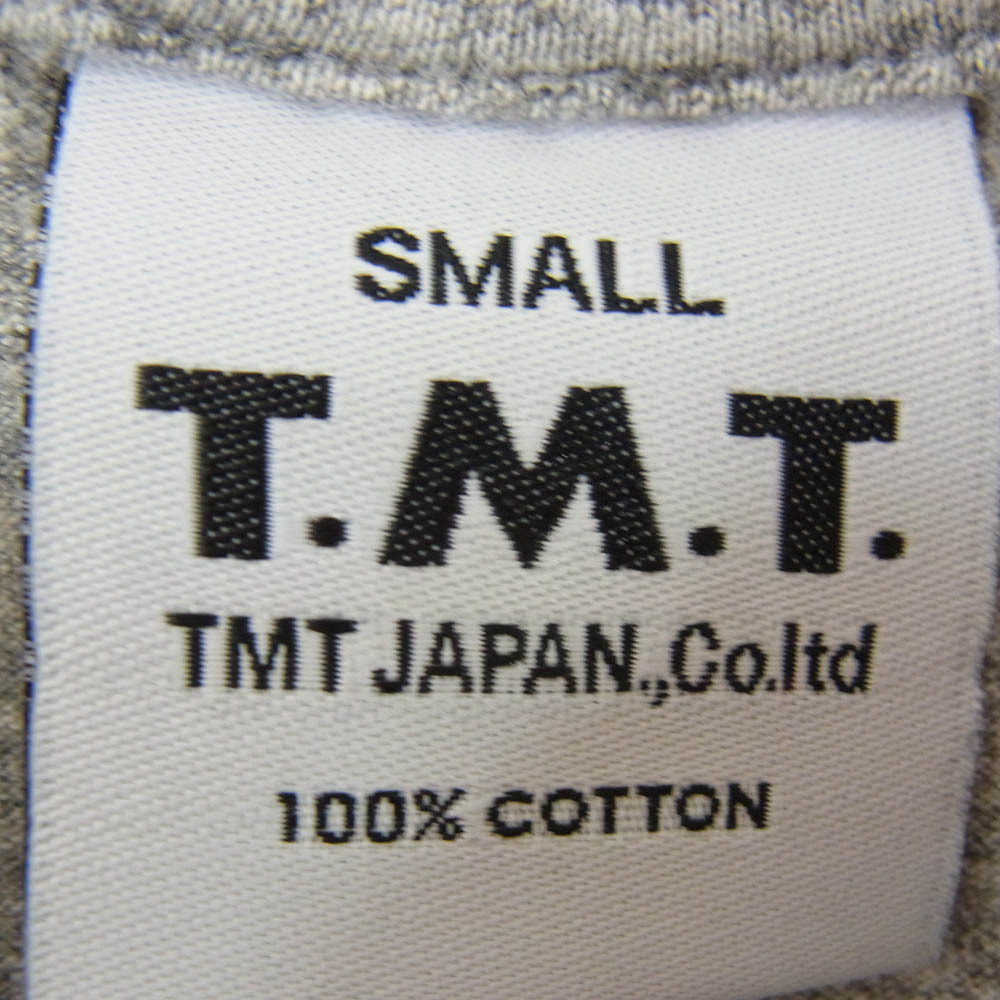 SMALL
T.M.T.
TMT JAPAN.,Co.ltd
100% COTTON